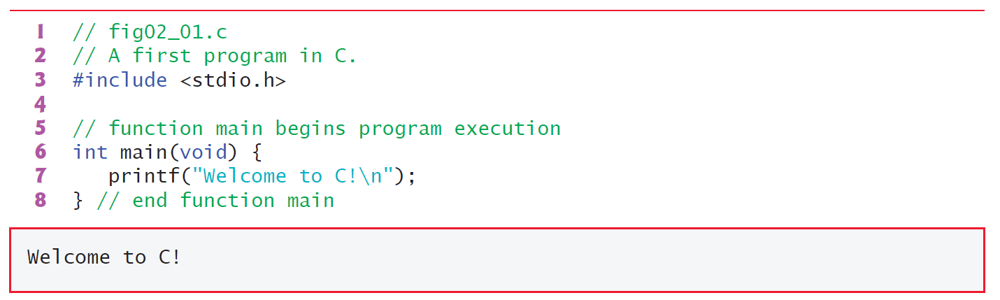 1 // fig02_01.c
2 // A first program in C.
3 #include <stdio.h>
4
5 // function main begins program execution
6 int main(void) {
7    printf("Welcome to C!\n");
8 } // end function main
Welcome to C!